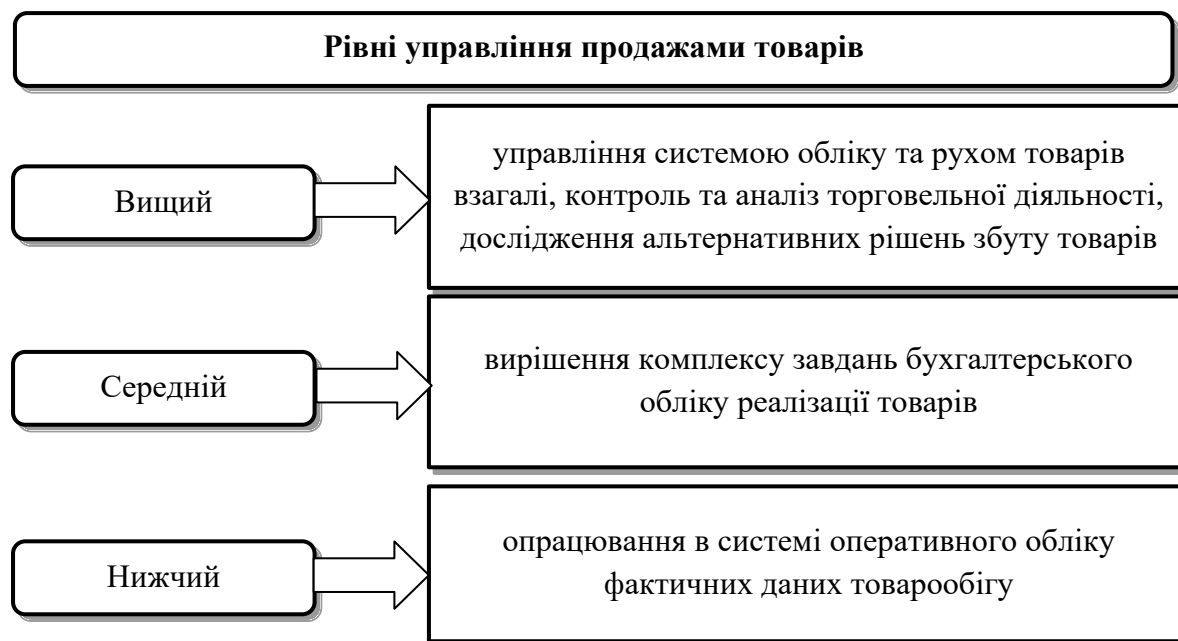 Рівні управління продажами товарів
Вищий
управління системою обліку та рухом товарів
взагалі, контроль та аналіз торговельної діяльності,
дослідження альтернативних рішень збуту товарів
Середній
вирішення комплексу завдань бухгалтерського
обліку реалізації товарів
Нижчий
опрацювання в системі оперативного обліку
фактичних даних товарообігу